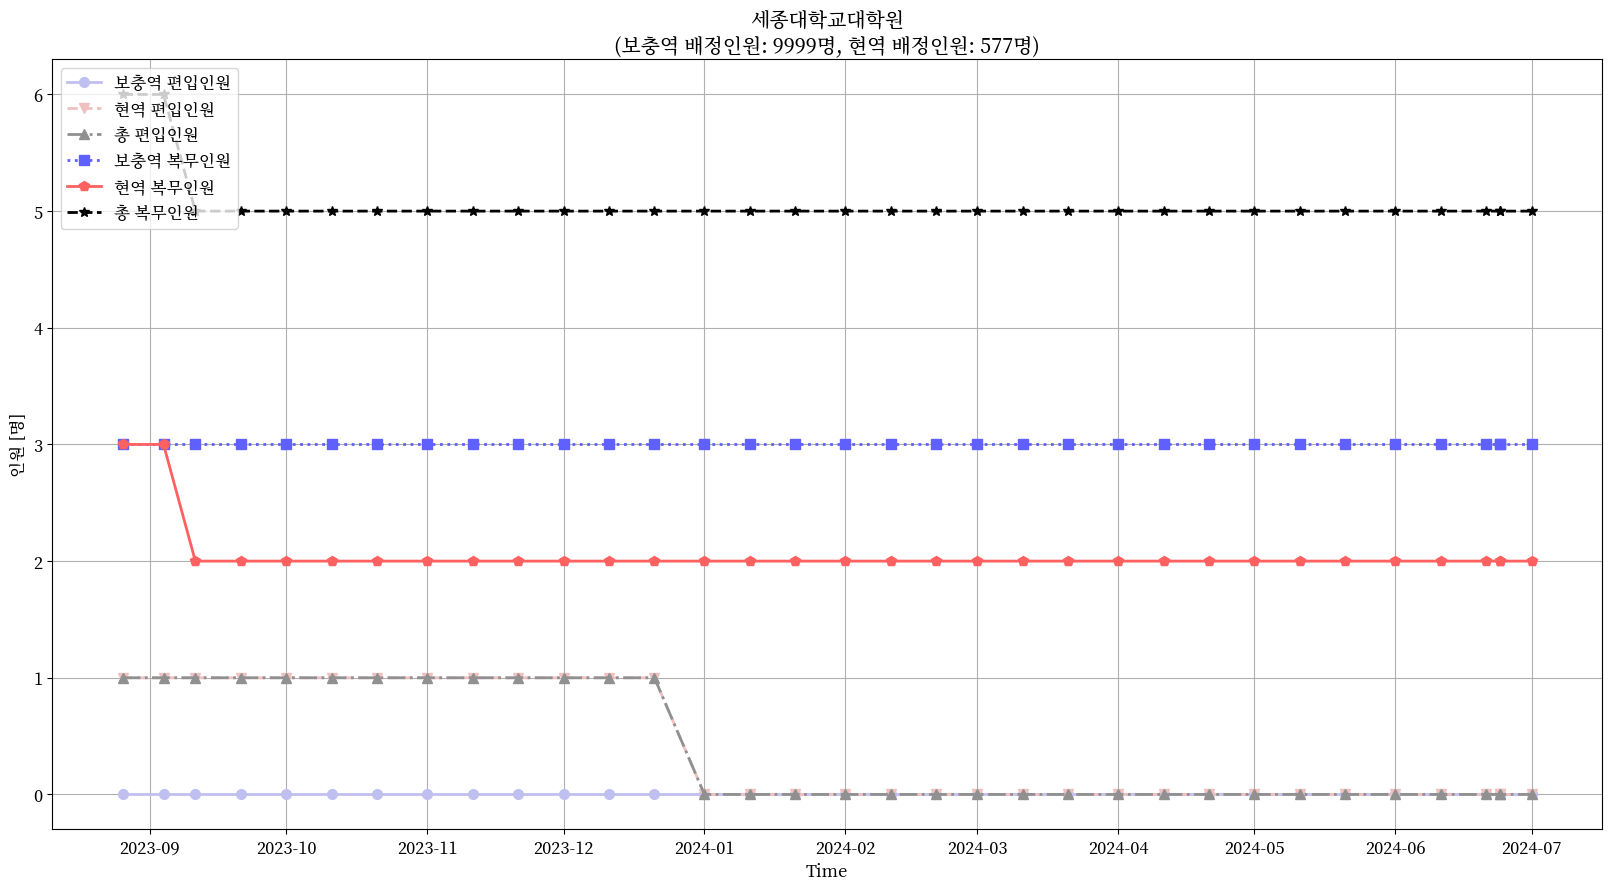 세종대학교대학원
(보충역 배정인원: 9999명, 현역 배정인원: 577명)
보충역 편입인원
현역 편입인원
총 편입인원
보충역 복무인원
현역 복무인원
총 복무인원
인원 [명]
6
5
4
3
2
1
0
2023-09 2023-10 2023-11 2023-12 2024-01 2024-02 2024-03 2024-04 2024-05 2024-06 2024-07
Time